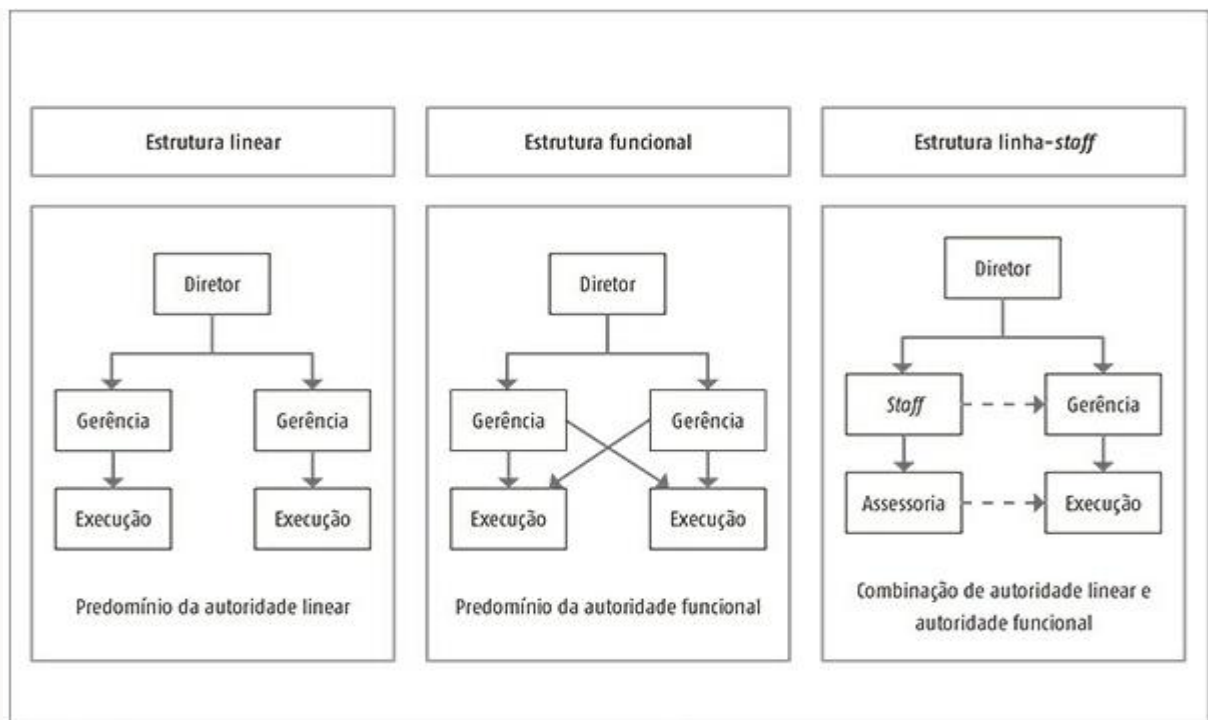 Estrutura linear
Estrutura funcional
Estrutura linha-staff
Diretor
Gerência
Gerência
Execução
Execução
Predomínio da autoridade linear
Diretor
Gerência
Gerência
Execução
Execução
Predomínio da autoridade funcional
Diretor
Staff
Gerência
Assessoria
Execução
Combinação de autoridade linear e
autoridade funcional